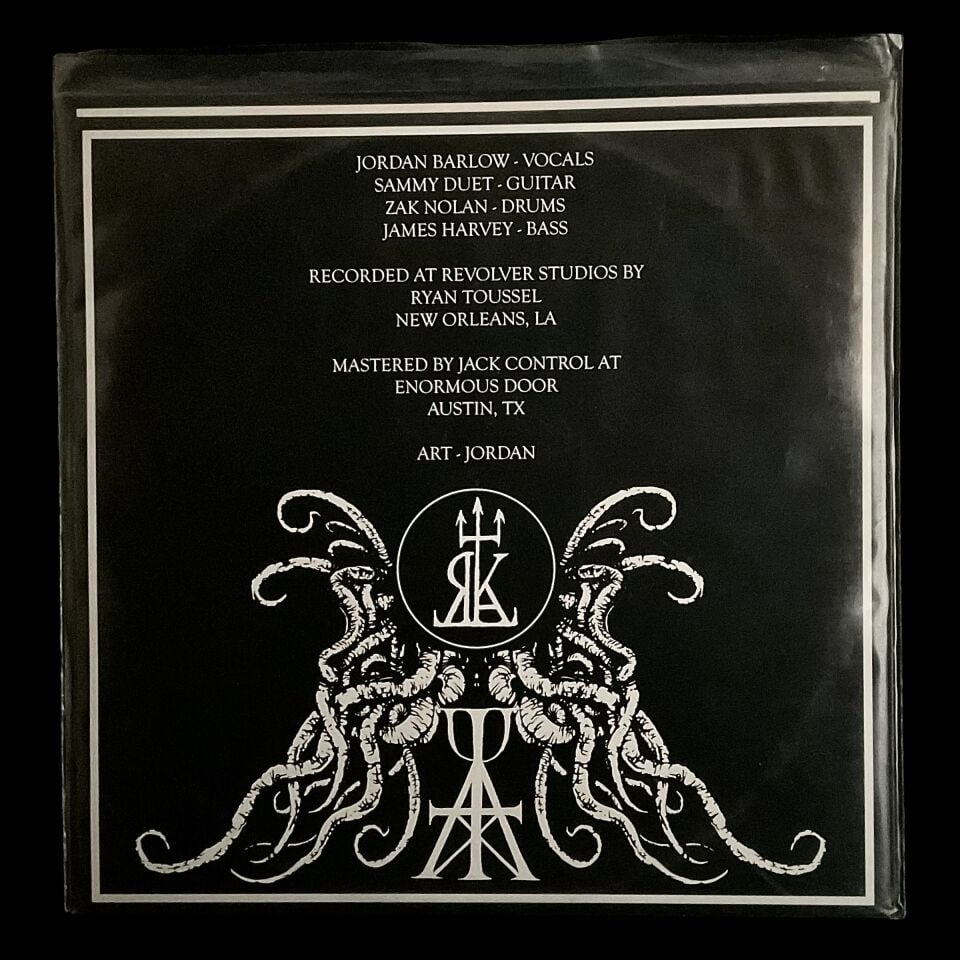 JORDAN BARLOW - VOCALS
SAMMY DUET - GUITAR
ZAK NOLAN - DRUMS
JAMES HARVEY - BASS
RECORDED AT REVOLVER STUDIOS BY
RYAN TOUSSEL
NEW ORLEANS, LA
MASTERED BY JACK CONTROL AT
ENORMOUS DOOR
AUSTIN, TX
ART - JORDAN